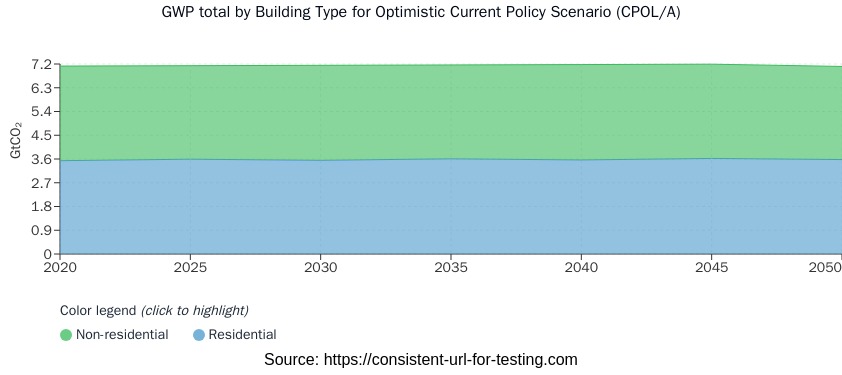 GWP total by Building Type for Optimistic Current Policy Scenario (CPOL/A)
GtCO₂
7.2
6.3
5.4
4.5
3.6
2.7
1.8
0.9
0
2020 2025 2030 2035 2040 2045 2050
Color legend (click to highlight)
Non-residential Residential
Source: https://consistent-url-for-testing.com